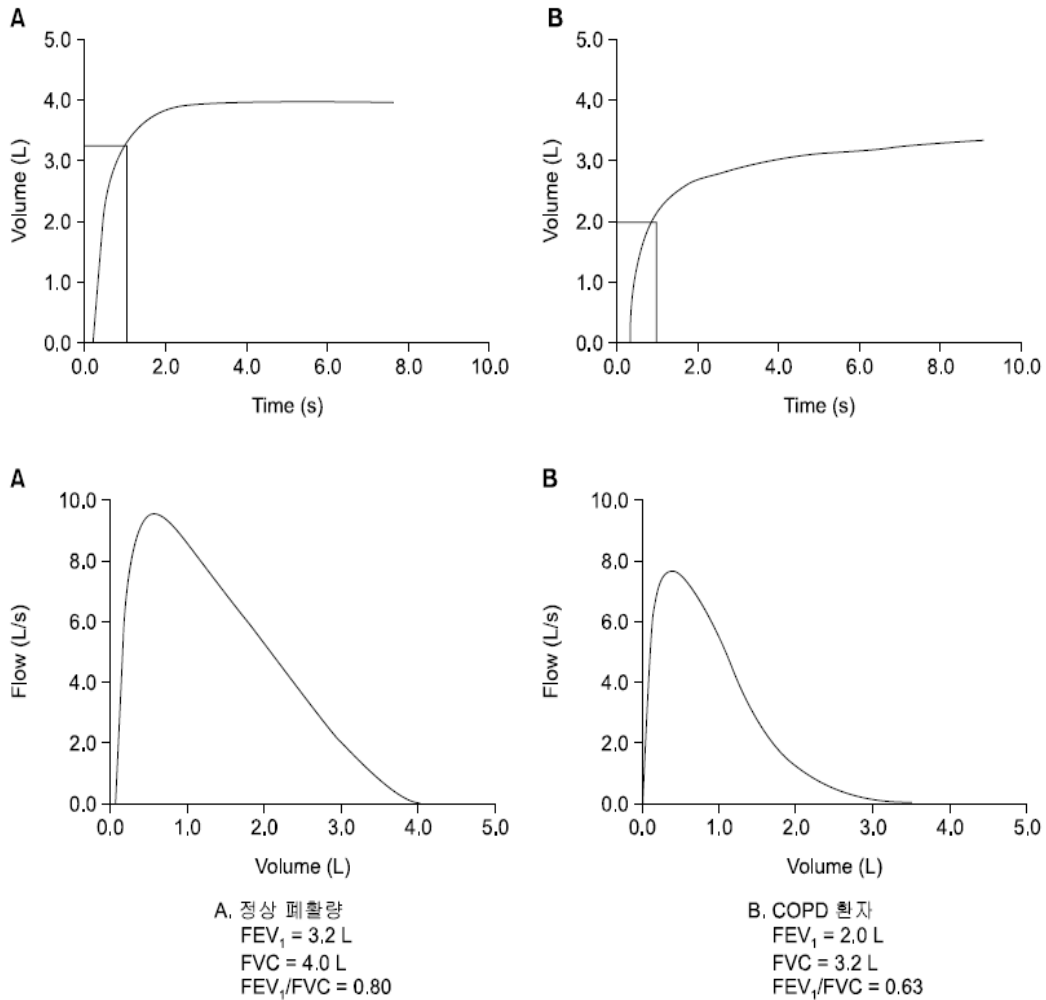 A
5.0
4.0
3.0
2.0
1.0
0.0
Volume (L)
0.0 2.0 4.0 6.0 8.0 10.0
Time (s)
B
5.0
4.0
3.0
2.0
1.0
0.0
Volume (L)
0.0 2.0 4.0 6.0 8.0 10.0
Time (s)
A
10.0
8.0
6.0
4.0
2.0
0.0
Flow (L/s)
0.0 1.0 2.0 3.0 4.0 5.0
Volume (L)
B
10.0
8.0
6.0
4.0
2.0
0.0
Flow (L/s)
0.0 1.0 2.0 3.0 4.0 5.0
Volume (L)
A. 정상 폐활량
FEV₁ = 3.2 L
FVC = 4.0 L
FEV₁/FVC = 0.80
B. COPD 환자
FEV₁ = 2.0 L
FVC = 3.2 L
FEV₁/FVC = 0.63